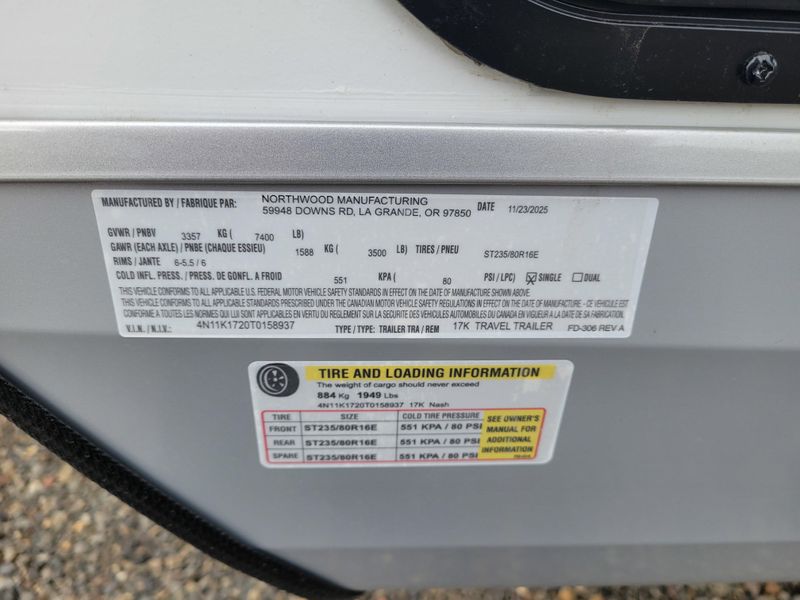 MANUFACTURED BY / FABRIQUE PAR: NORTHWOOD MANUFACTURING DATE 11/23/2025
59948 DOWNS RD, LA GRANDE, OR 97850
GVWR / PNBV 3357 KG ( 7400 LB)
GAWR (EACH AXLE) / PNBE (CHAQUE ESSIEU) 1588 KG ( 3500 LB) TIRES / PNEU ST235/80R16E
RIMS / JANTE 6-5.5 / 6
COLD INFL. PRESS. / PRESS. DE GONFL. A FROID 551 KPA ( 80 PSI / LPC) SINGLE DUAL
THIS VEHICLE CONFORMS TO ALL APPLICABLE U.S. FEDERAL MOTOR VEHICLE SAFETY STANDARDS IN EFFECT ON THE DATE OF MANUFACTURE SHOWN ABOVE.
THIS VEHICLE CONFORMS TO ALL APPLICABLE STANDARDS PRESCRIBED UNDER THE CANADIAN MOTOR VEHICLE SAFETY REGULATIONS IN EFFECT ON THE DATE OF MANUFACTURE - CE VEHICULE EST
CONFORME A TOUTES LES NORMES QUI LUI SONT APPLICABLES EN VERTU DU REGLEMENT SUR LA SECURITE DES VEHICULES AUTOMOBILES DU CANADA EN VIGUEUR A LA DATE DE SA FABRICATION
V.I.N. / N.I.V.: 4N11K1720T0158937 TYPE / TYPE: TRAILER TRA / REM 17K TRAVEL TRAILER FD-306 REV A
TIRE AND LOADING INFORMATION
The weight of cargo should never exceed
884 Kg 1949 Lbs
4N11K1720T0158937 17K Nash
TIRE SIZE COLD TIRE PRESSURE
FRONT ST235/80R16E 551 KPA / 80 PSI
REAR ST235/80R16E 551 KPA / 80 PSI
SPARE ST235/80R16E 551 KPA / 80 PSI
SEE OWNER'S
MANUAL FOR
ADDITIONAL
INFORMATION